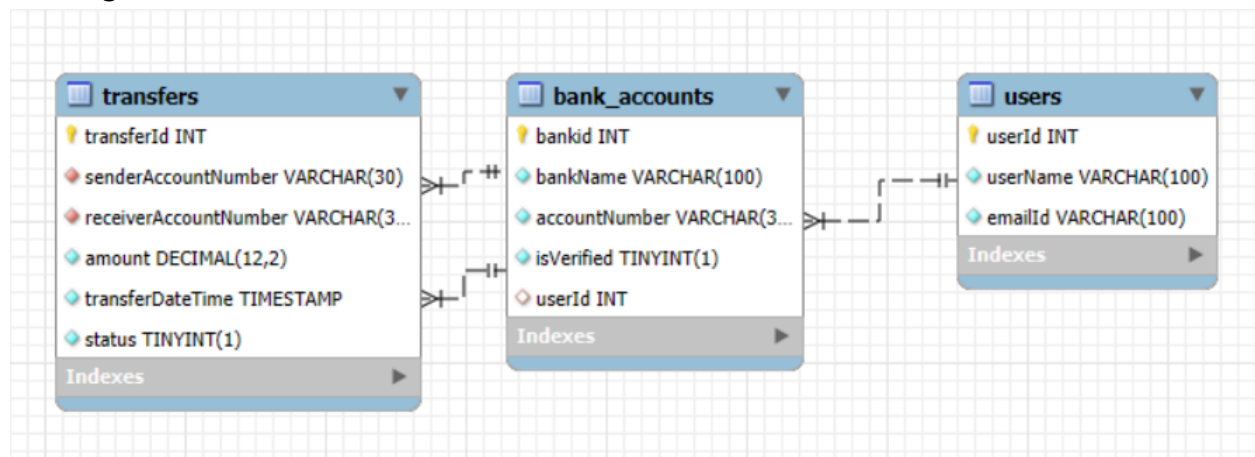 transfers
transferId INT
senderAccountNumber VARCHAR(30)
receiverAccountNumber VARCHAR(3...
amount DECIMAL(12,2)
transferDateTime TIMESTAMP
status TINYINT(1)
Indexes
bank_accounts
bankid INT
bankName VARCHAR(100)
accountNumber VARCHAR(3...
isVerified TINYINT(1)
userId INT
Indexes
users
userId INT
userName VARCHAR(100)
emailId VARCHAR(100)
Indexes